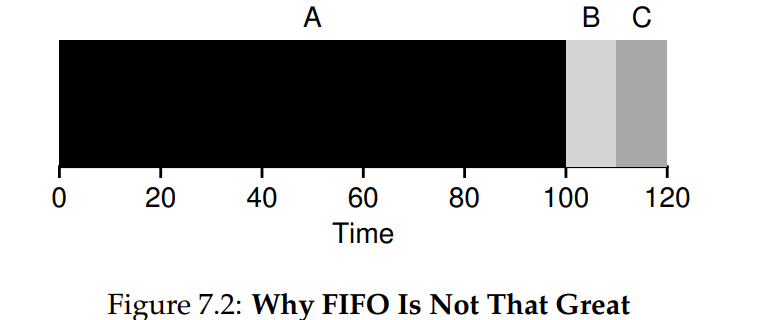 A B C
0 20 40 60 80 100 120
Time
Figure 7.2: Why FIFO Is Not That Great